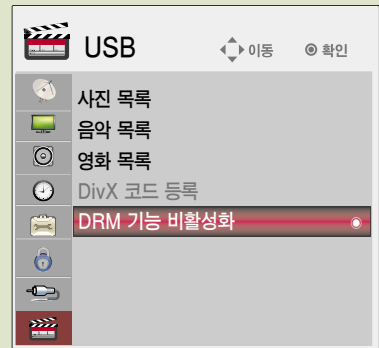 USB 이동 확인
사진 목록
음악 목록
영화 목록
DivX 코드 등록
DRM 기능 비활성화